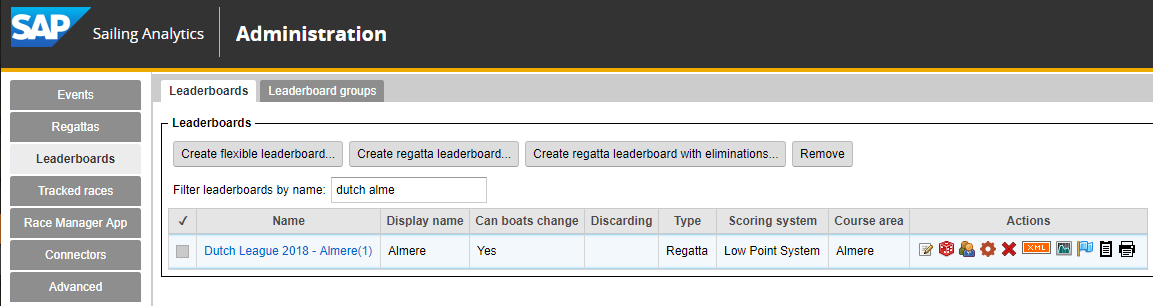 SAP Sailing Analytics Administration
Events
Regattas
Leaderboards
Tracked races
Race Manager App
Connectors
Advanced
Leaderboards Leaderboard groups
Leaderboards
Create flexible leaderboard... Create regatta leaderboard... Create regatta leaderboard with eliminations... Remove
Filter leaderboards by name: dutch alme
✓ Name Display name Can boats change Discarding Type Scoring system Course area Actions
Dutch League 2018 - Almere(1) Almere Yes Regatta Low Point System Almere XML